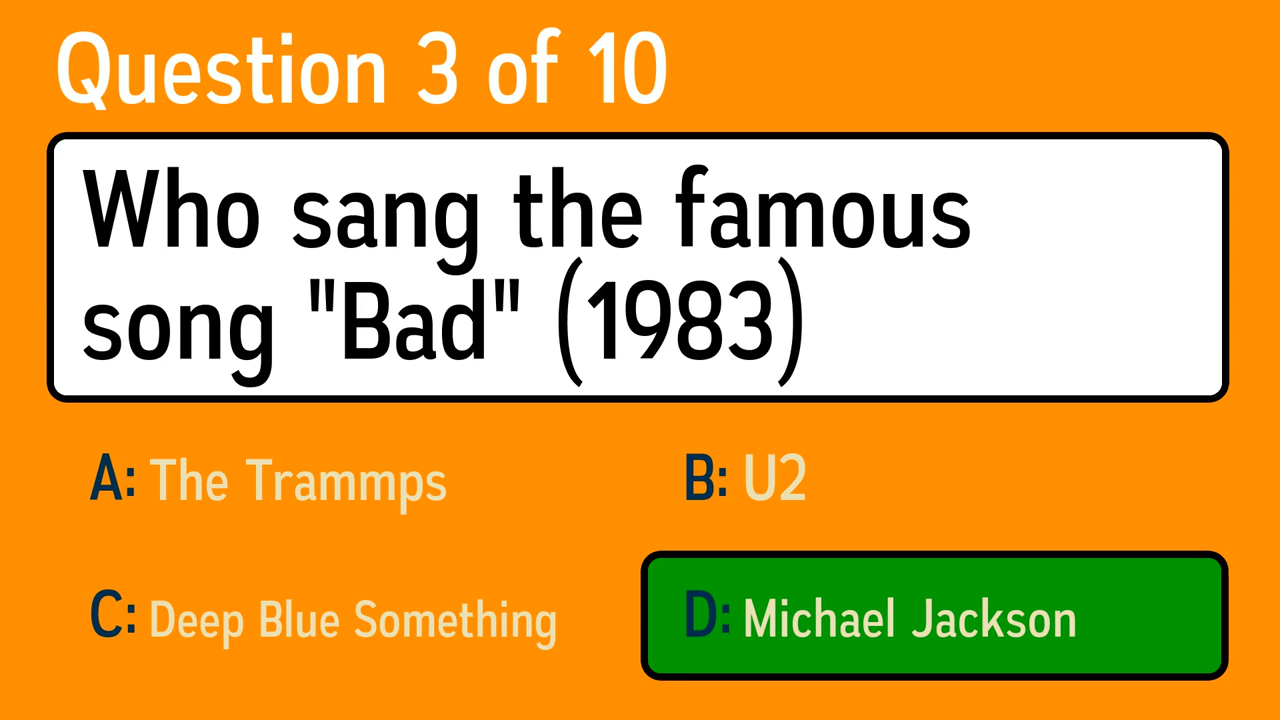 Question 3 of 10
Who sang the famous
song "Bad" (1983)
A: The Trammps
B: U2
C: Deep Blue Something
D: Michael Jackson